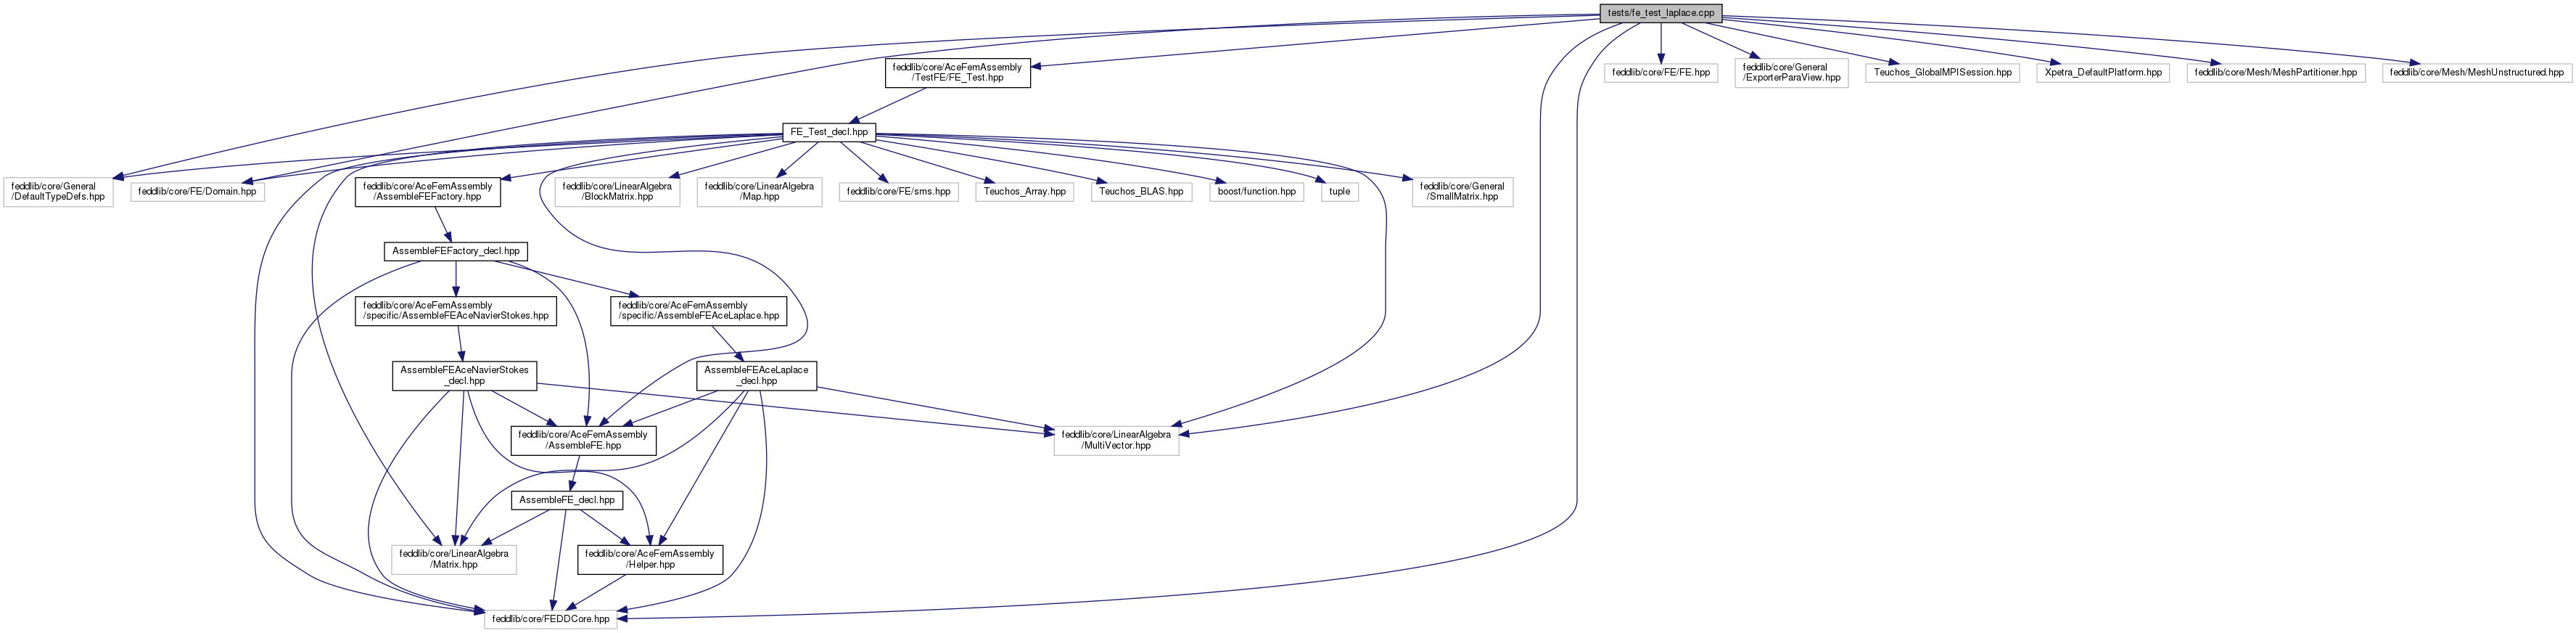 tests/fe_test_laplace.cpp
feddlib/core/AceFemAssembly
/TestFE/FE_Test.hpp
feddlib/core/FE/FE.hpp
feddlib/core/General
/ExporterParaView.hpp
Teuchos_GlobalMPISession.hpp
Xpetra_DefaultPlatform.hpp
feddlib/core/Mesh/MeshPartitioner.hpp
feddlib/core/Mesh/MeshUnstructured.hpp
FE_Test_decl.hpp
feddlib/core/General
/DefaultTypeDefs.hpp
feddlib/core/FE/Domain.hpp
feddlib/core/AceFemAssembly
/AssembleFEFactory.hpp
feddlib/core/LinearAlgebra
/BlockMatrix.hpp
feddlib/core/LinearAlgebra
/Map.hpp
feddlib/core/FE/sms.hpp
Teuchos_Array.hpp
Teuchos_BLAS.hpp
boost/function.hpp
tuple
feddlib/core/General
/SmallMatrix.hpp
AssembleFEFactory_decl.hpp
feddlib/core/AceFemAssembly
/specific/AssembleFEAceNavierStokes.hpp
feddlib/core/AceFemAssembly
/specific/AssembleFEAceLaplace.hpp
AssembleFEAceNavierStokes
_decl.hpp
AssembleFEAceLaplace
_decl.hpp
feddlib/core/AceFemAssembly
/AssembleFE.hpp
feddlib/core/LinearAlgebra
/MultiVector.hpp
AssembleFE_decl.hpp
feddlib/core/LinearAlgebra
/Matrix.hpp
feddlib/core/AceFemAssembly
/Helper.hpp
feddlib/core/FEDDCore.hpp